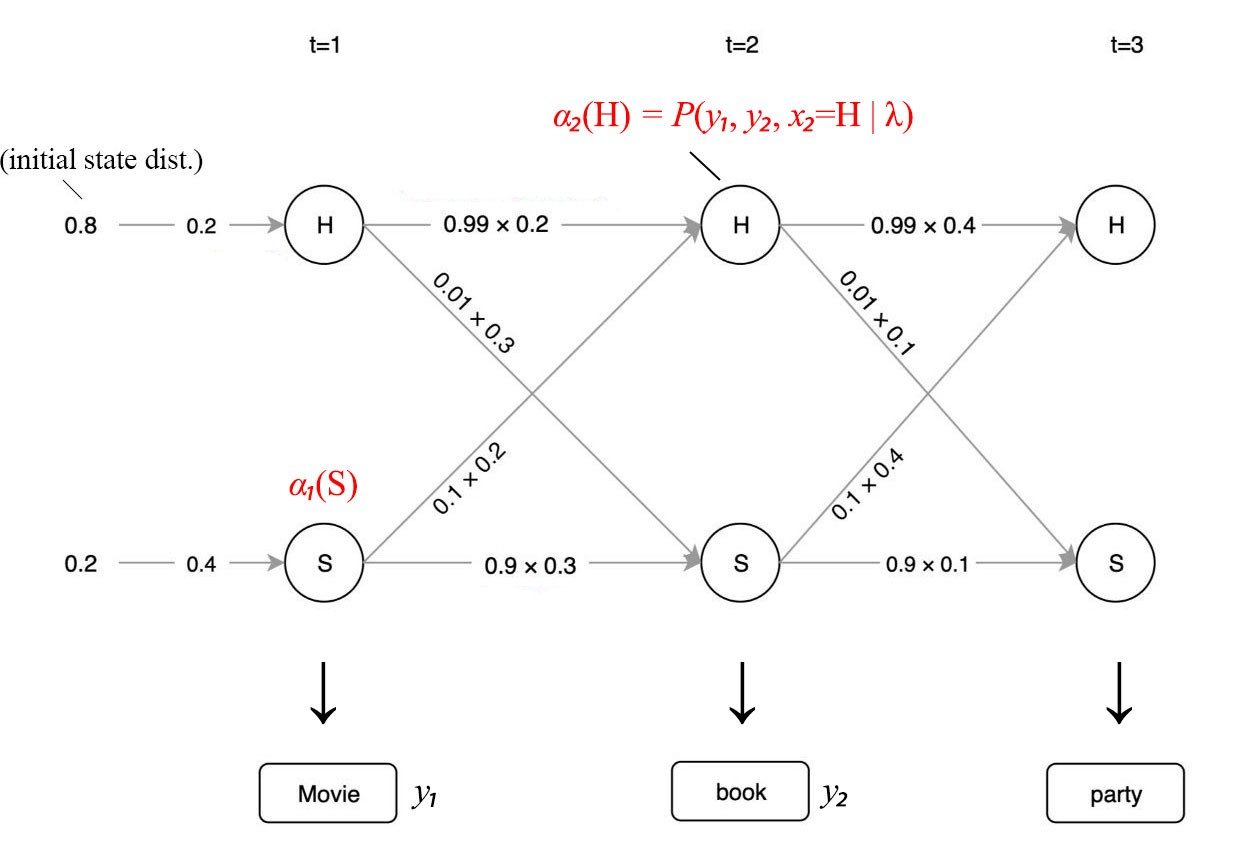 t=1
t=2
t=3
α₂(H) = P(y₁, y₂, x₂=H | λ)
(initial state dist.)
0.8
0.2
H
0.99 × 0.2
H
0.99 × 0.4
H
0.01 × 0.3
0.01 × 0.1
α₁(S)
0.1 × 0.2
0.1 × 0.4
0.2
0.4
S
0.9 × 0.3
S
0.9 × 0.1
S
Movie
y₁
book
y₂
party